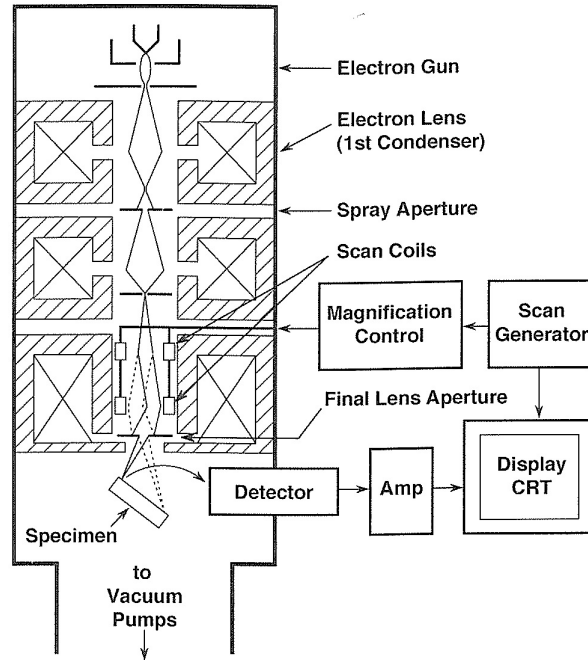 Electron Gun
Electron Lens
(1st Condenser)
Spray Aperture
Scan Coils
Magnification
Control
Scan
Generator
Final Lens Aperture
Detector
Amp
Display
CRT
Specimen
to
Vacuum
Pumps